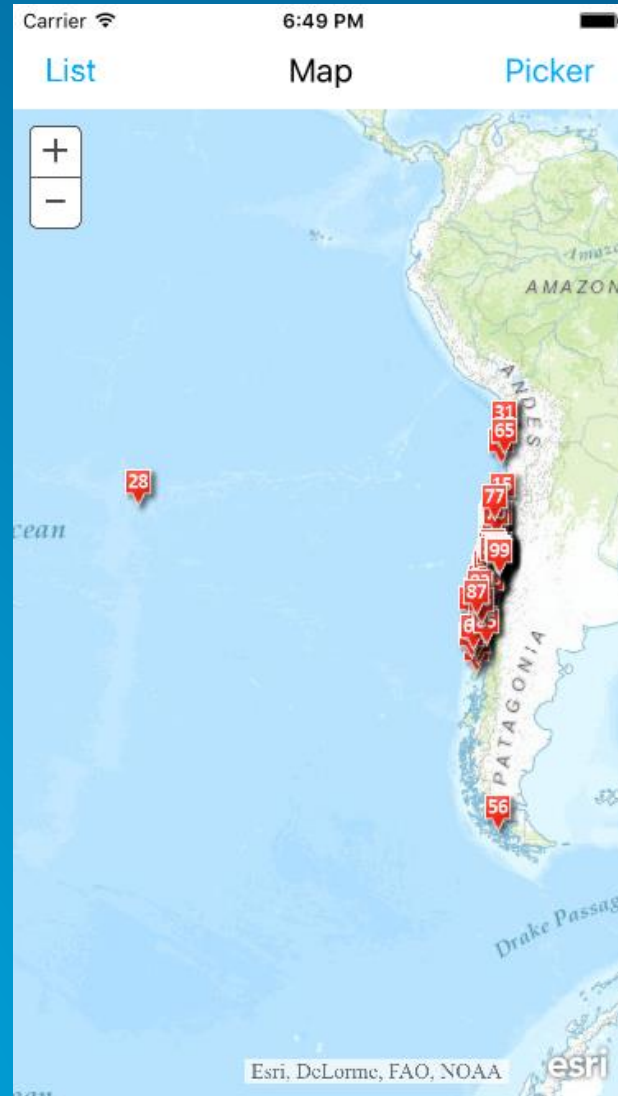 Carrier 6:49 PM
List Map Picker
+
−
AMAZON
ANDES
31
65
28
15
77
cean
99
87
PATAGONIA
56
Drake Passag
Esri, DeLorme, FAO, NOAA
esri